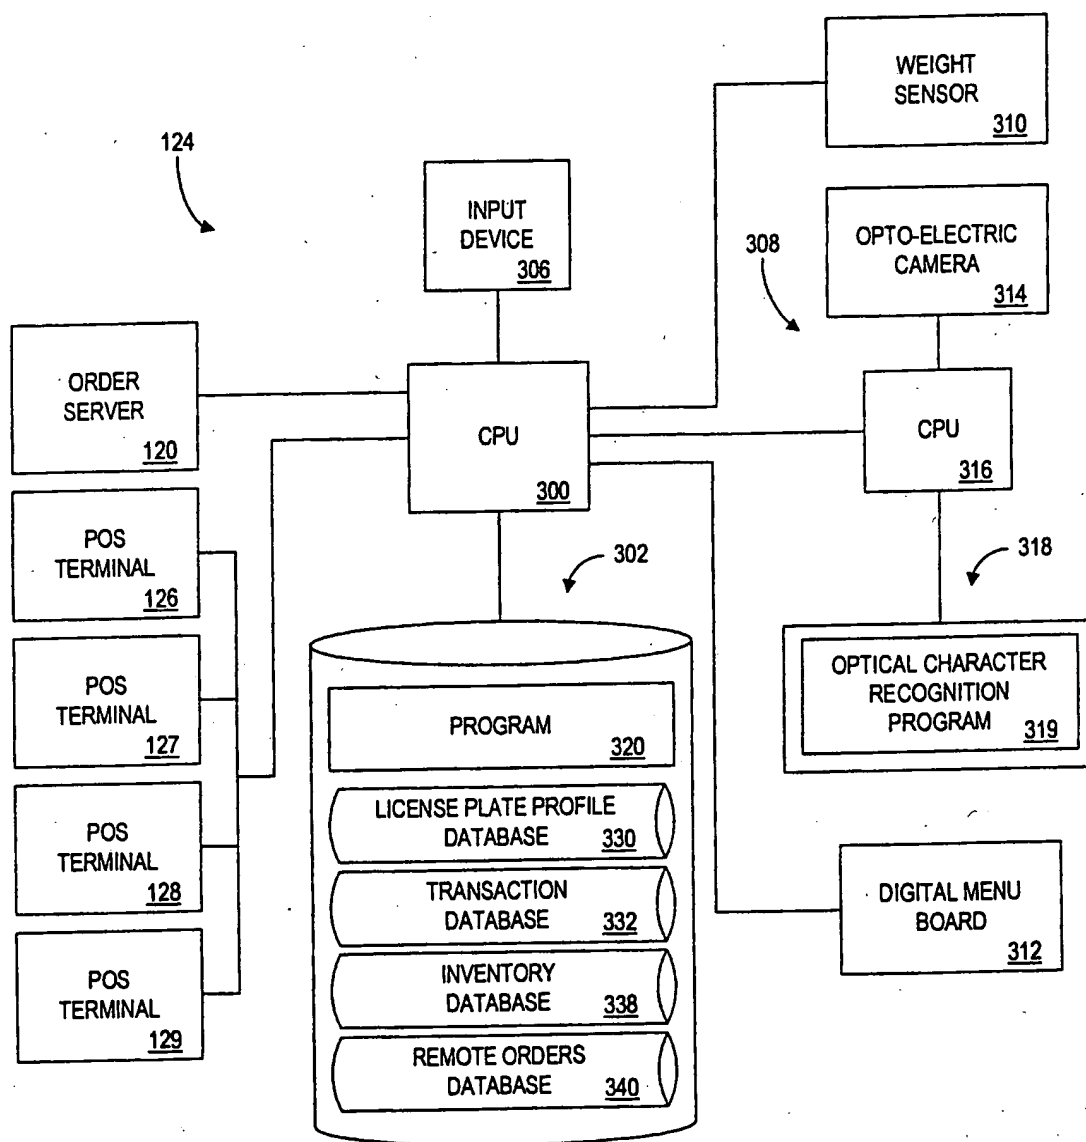 124
WEIGHT
SENSOR
310
INPUT
DEVICE
306
308
OPTO-ELECTRIC
CAMERA
314
ORDER
SERVER
120
CPU
300
CPU
316
POS
TERMINAL
126
302
318
POS
TERMINAL
127
OPTICAL CHARACTER
RECOGNITION
PROGRAM
319
PROGRAM
320
POS
TERMINAL
128
LICENSE PLATE PROFILE
DATABASE
330
TRANSACTION
DATABASE
332
DIGITAL MENU
BOARD
312
POS
TERMINAL
129
INVENTORY
DATABASE
338
REMOTE ORDERS
DATABASE
340